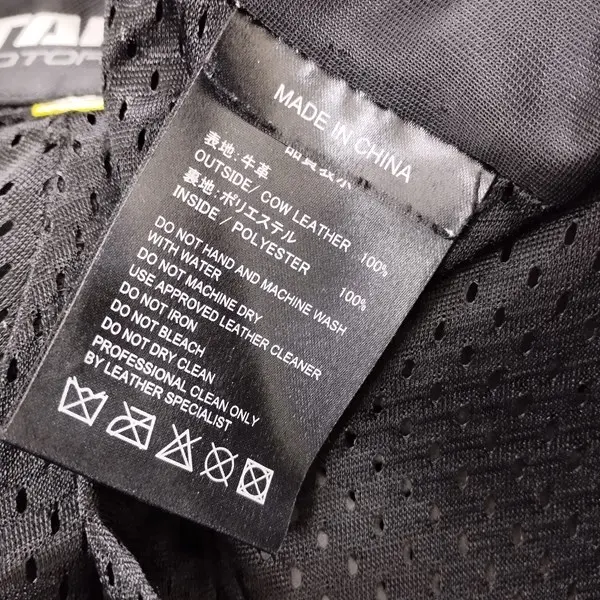 MADE IN CHINA
表地:牛革
OUTSIDE/ COW LEATHER 100%
裏地:ポリエステル
INSIDE / POLYESTER 100%
DO NOT HAND AND MACHINE WASH
WITH WATER
DO NOT MACHINE DRY
USE APPROVED LEATHER CLEANER
DO NOT IRON
DO NOT BLEACH
DO NOT DRY CLEAN
PROFESSIONAL CLEAN ONLY
BY LEATHER SPECIALIST